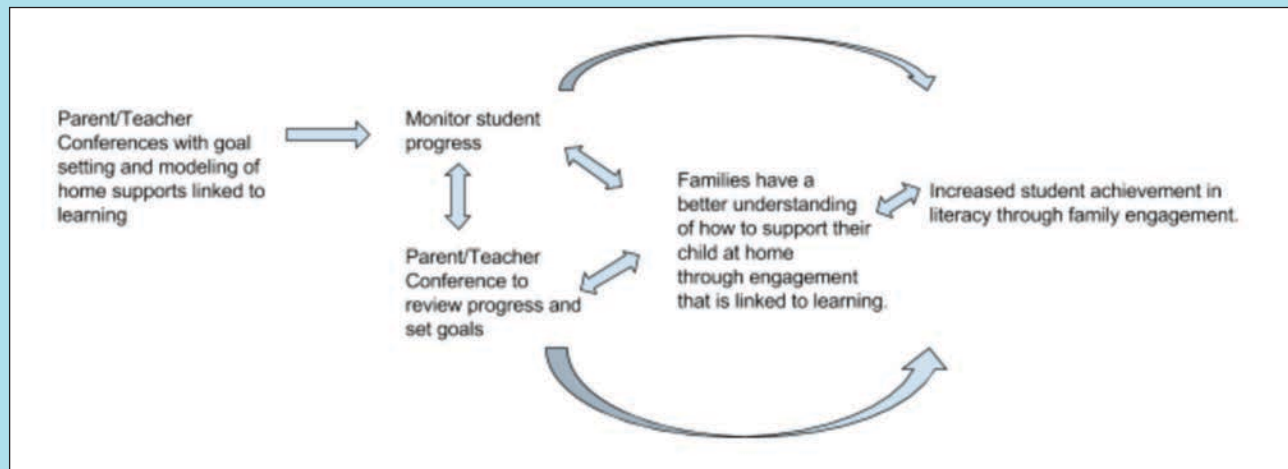 Parent/Teacher
Conferences with goal
setting and modeling of
home supports linked to
learning
Monitor student
progress
Parent/Teacher
Conference to
review progress and
set goals
Families have a
better understanding
of how to support their
child at home
through engagement
that is linked to learning.
Increased student achievement in
literacy through family engagement.